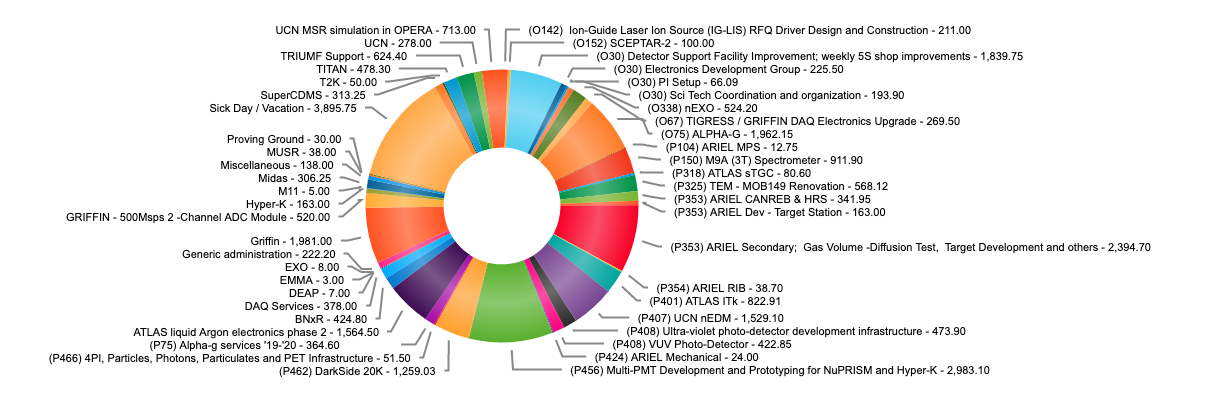 UCN MSR simulation in OPERA - 713.00
UCN - 278.00
TRIUMF Support - 624.40
TITAN - 478.30
T2K - 50.00
SuperCDMS - 313.25
Sick Day / Vacation - 3,895.75
Proving Ground - 30.00
MUSR - 38.00
Miscellaneous - 138.00
Midas - 306.25
M11 - 5.00
Hyper-K - 163.00
GRIFFIN - 500Msps 2 -Channel ADC Module - 520.00
Griffin - 1,981.00
Generic administration - 222.20
EXO - 8.00
EMMA - 3.00
DEAP - 7.00
DAQ Services - 378.00
BNxR - 424.80
ATLAS liquid Argon electronics phase 2 - 1,564.50
(P75) Alpha-g services '19-'20 - 364.60
(P466) 4PI, Particles, Photons, Particulates and PET Infrastructure - 51.50
(P462) DarkSide 20K - 1,259.03
(O142) Ion-Guide Laser Ion Source (IG-LIS) RFQ Driver Design and Construction - 211.00
(O152) SCEPTAR-2 - 100.00
(O30) Detector Support Facility Improvement; weekly 5S shop improvements - 1,839.75
(O30) Electronics Development Group - 225.50
(O30) PI Setup - 66.09
(O30) Sci Tech Coordination and organization - 193.90
(O338) nEXO - 524.20
(O67) TIGRESS / GRIFFIN DAQ Electronics Upgrade - 269.50
(O75) ALPHA-G - 1,962.15
(P104) ARIEL MPS - 12.75
(P150) M9A (3T) Spectrometer - 911.90
(P318) ATLAS sTGC - 80.60
(P325) TEM - MOB149 Renovation - 568.12
(P353) ARIEL CANREB & HRS - 341.95
(P353) ARIEL Dev - Target Station - 163.00
(P353) ARIEL Secondary; Gas Volume -Diffusion Test, Target Development and others - 2,394.70
(P354) ARIEL RIB - 38.70
(P401) ATLAS ITk - 822.91
(P407) UCN nEDM - 1,529.10
(P408) Ultra-violet photo-detector development infrastructure - 473.90
(P408) VUV Photo-Detector - 422.85
(P424) ARIEL Mechanical - 24.00
(P456) Multi-PMT Development and Prototyping for NuPRISM and Hyper-K - 2,983.10